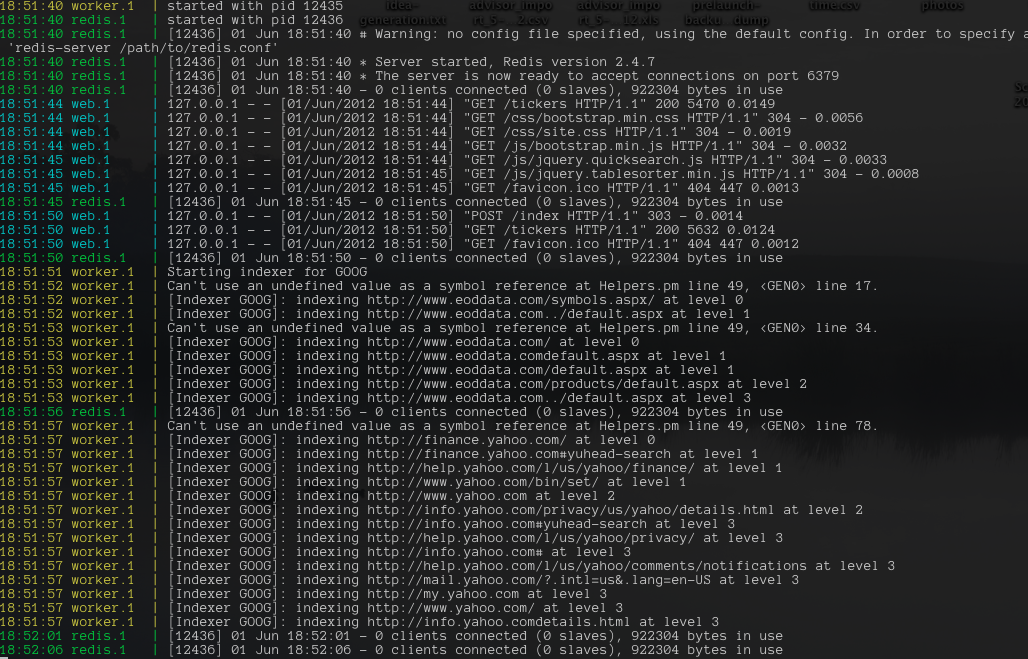 18:51:40 worker.1 | started with pid 12435
18:51:40 redis.1 | started with pid 12436
18:51:40 redis.1 | [12436] 01 Jun 18:51:40 # Warning: no config file specified, using the default config. In order to specify a
'redis-server /path/to/redis.conf'
18:51:40 redis.1 | [12436] 01 Jun 18:51:40 * Server started, Redis version 2.4.7
18:51:40 redis.1 | [12436] 01 Jun 18:51:40 * The server is now ready to accept connections on port 6379
18:51:40 redis.1 | [12436] 01 Jun 18:51:40 - 0 clients connected (0 slaves), 922304 bytes in use
18:51:44 web.1 | 127.0.0.1 - - [01/Jun/2012 18:51:44] "GET /tickers HTTP/1.1" 200 5470 0.0149
18:51:44 web.1 | 127.0.0.1 - - [01/Jun/2012 18:51:44] "GET /css/bootstrap.min.css HTTP/1.1" 304 - 0.0056
18:51:44 web.1 | 127.0.0.1 - - [01/Jun/2012 18:51:44] "GET /css/site.css HTTP/1.1" 304 - 0.0019
18:51:44 web.1 | 127.0.0.1 - - [01/Jun/2012 18:51:44] "GET /js/bootstrap.min.js HTTP/1.1" 304 - 0.0032
18:51:45 web.1 | 127.0.0.1 - - [01/Jun/2012 18:51:45] "GET /js/jquery.quicksearch.js HTTP/1.1" 304 - 0.0033
18:51:45 web.1 | 127.0.0.1 - - [01/Jun/2012 18:51:45] "GET /js/jquery.tablesorter.min.js HTTP/1.1" 304 - 0.0008
18:51:45 web.1 | 127.0.0.1 - - [01/Jun/2012 18:51:45] "GET /favicon.ico HTTP/1.1" 404 447 0.0013
18:51:45 redis.1 | [12436] 01 Jun 18:51:45 - 0 clients connected (0 slaves), 922304 bytes in use
18:51:50 web.1 | 127.0.0.1 - - [01/Jun/2012 18:51:50] "POST /index HTTP/1.1" 303 - 0.0014
18:51:50 web.1 | 127.0.0.1 - - [01/Jun/2012 18:51:50] "GET /tickers HTTP/1.1" 200 5632 0.0124
18:51:50 web.1 | 127.0.0.1 - - [01/Jun/2012 18:51:50] "GET /favicon.ico HTTP/1.1" 404 447 0.0012
18:51:50 redis.1 | [12436] 01 Jun 18:51:50 - 0 clients connected (0 slaves), 922304 bytes in use
18:51:51 worker.1 | Starting indexer for GOOG
18:51:52 worker.1 | Can't use an undefined value as a symbol reference at Helpers.pm line 49, <GEN0> line 17.
18:51:52 worker.1 | [Indexer GOOG]: indexing http://www.eoddata.com/symbols.aspx/ at level 0
18:51:52 worker.1 | [Indexer GOOG]: indexing http://www.eoddata.com../default.aspx at level 1
18:51:53 worker.1 | Can't use an undefined value as a symbol reference at Helpers.pm line 49, <GEN0> line 34.
18:51:53 worker.1 | [Indexer GOOG]: indexing http://www.eoddata.com/ at level 0
18:51:53 worker.1 | [Indexer GOOG]: indexing http://www.eoddata.comdefault.aspx at level 1
18:51:53 worker.1 | [Indexer GOOG]: indexing http://www.eoddata.com/default.aspx at level 1
18:51:53 worker.1 | [Indexer GOOG]: indexing http://www.eoddata.com/products/default.aspx at level 2
18:51:53 worker.1 | [Indexer GOOG]: indexing http://www.eoddata.com../default.aspx at level 3
18:51:56 redis.1 | [12436] 01 Jun 18:51:56 - 0 clients connected (0 slaves), 922304 bytes in use
18:51:57 worker.1 | Can't use an undefined value as a symbol reference at Helpers.pm line 49, <GEN0> line 78.
18:51:57 worker.1 | [Indexer GOOG]: indexing http://finance.yahoo.com/ at level 0
18:51:57 worker.1 | [Indexer GOOG]: indexing http://finance.yahoo.com#yuhead-search at level 1
18:51:57 worker.1 | [Indexer GOOG]: indexing http://help.yahoo.com/l/us/yahoo/finance/ at level 1
18:51:57 worker.1 | [Indexer GOOG]: indexing http://www.yahoo.com/bin/set/ at level 1
18:51:57 worker.1 | [Indexer GOOG]: indexing http://www.yahoo.com at level 2
18:51:57 worker.1 | [Indexer GOOG]: indexing http://info.yahoo.com/privacy/us/yahoo/details.html at level 2
18:51:57 worker.1 | [Indexer GOOG]: indexing http://info.yahoo.com#yuhead-search at level 3
18:51:57 worker.1 | [Indexer GOOG]: indexing http://help.yahoo.com/l/us/yahoo/privacy/ at level 3
18:51:57 worker.1 | [Indexer GOOG]: indexing http://info.yahoo.com# at level 3
18:51:57 worker.1 | [Indexer GOOG]: indexing http://help.yahoo.com/l/us/yahoo/comments/notifications at level 3
18:51:57 worker.1 | [Indexer GOOG]: indexing http://mail.yahoo.com/?.intl=us&.lang=en-US at level 3
18:51:57 worker.1 | [Indexer GOOG]: indexing http://my.yahoo.com at level 3
18:51:57 worker.1 | [Indexer GOOG]: indexing http://www.yahoo.com/ at level 3
18:51:57 worker.1 | [Indexer GOOG]: indexing http://info.yahoo.comdetails.html at level 3
18:52:01 redis.1 | [12436] 01 Jun 18:52:01 - 0 clients connected (0 slaves), 922304 bytes in use
18:52:06 redis.1 | [12436] 01 Jun 18:52:06 - 0 clients connected (0 slaves), 922304 bytes in use